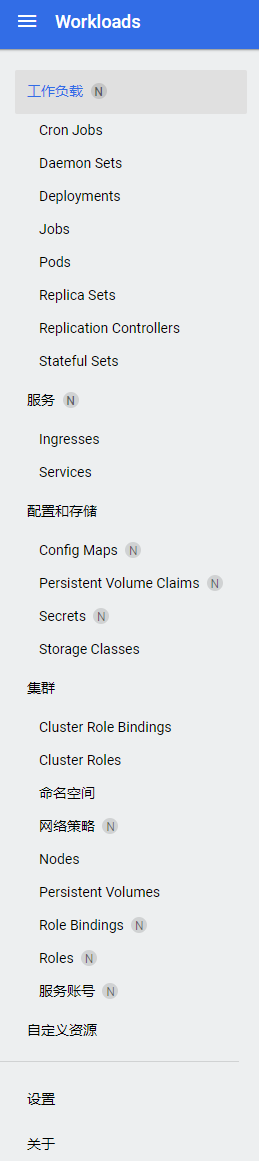 Workloads
工作负载 N
Cron Jobs
Daemon Sets
Deployments
Jobs
Pods
Replica Sets
Replication Controllers
Stateful Sets
服务 N
Ingresses
Services
配置和存储
Config Maps N
Persistent Volume Claims N
Secrets N
Storage Classes
集群
Cluster Role Bindings
Cluster Roles
命名空间
网络策略 N
Nodes
Persistent Volumes
Role Bindings N
Roles N
服务账号 N
自定义资源
设置
关于